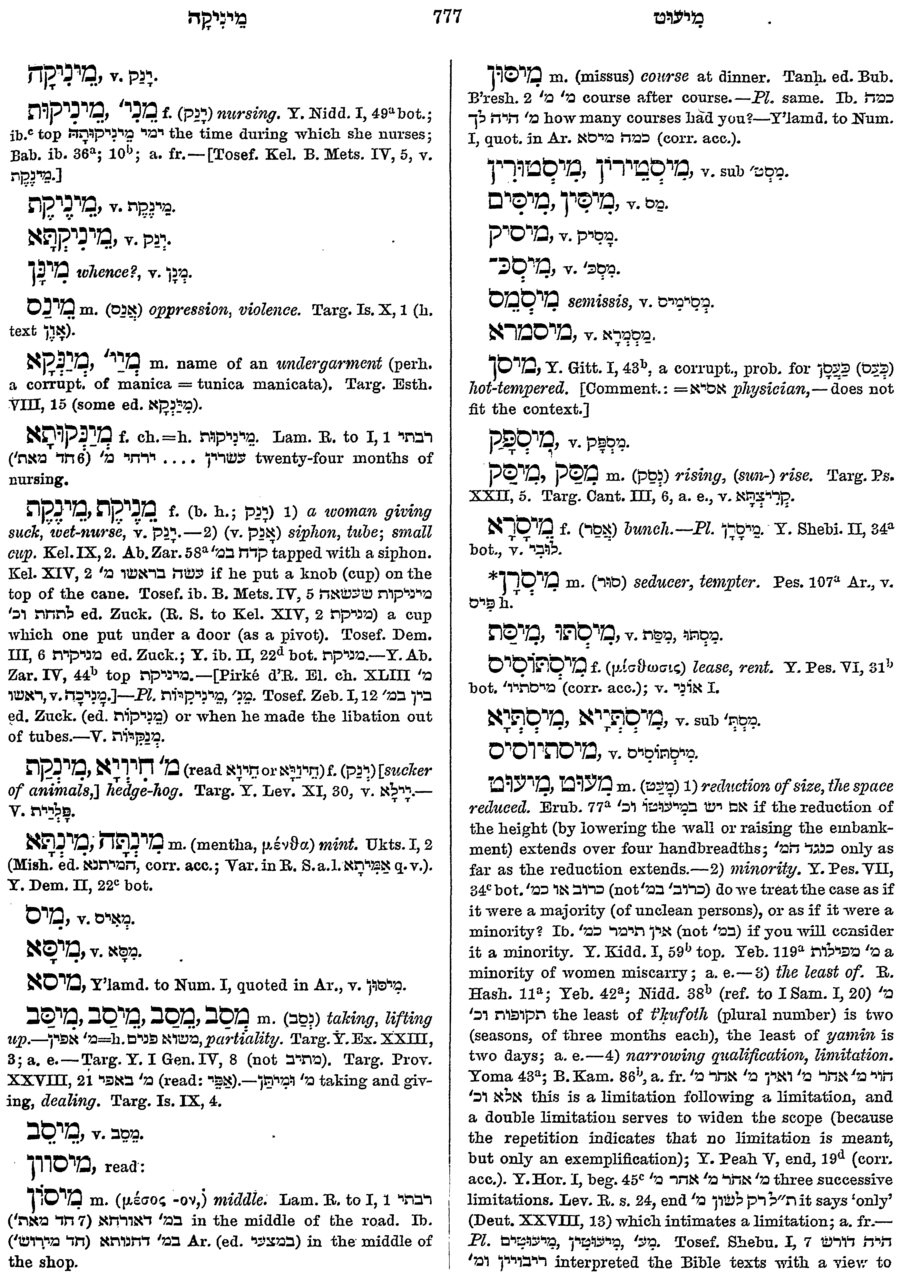 מֵינִיקָה 777 מִיעוּט
מֵינִיקָה, v. יָנַק.
מֵינִיקוּת, מְנִי' f. (יָנַק) nursing. Y. Nidd. I, 49ᵃ bot.;
ib.ᶜ top ימי מֵינִיקוּתָהּ the time during which she nurses;
Bab. ib. 36ᵃ; 10ᵇ; a. fr.—[Tosef. Kel. B. Mets. IV, 5, v.
מֵינֶקֶת.]
מֵינִיקֶת, v. מֵינֶקֶת.
מֵינִיקְתָּא, v. יָנַק.
מִינָּן whence?, v. מְנָן.
מֵינַס m. (אָנַס) oppression, violence. Targ. Is. X, 1 (h.
text אָוֶן).
מֵינְקָא, מְיַי' m. name of an undergarment (perh.
a corrupt. of manica = tunica manicata). Targ. Esth.
VIII, 15 (some ed. מְיַנְּקָא).
מֵינְקוּתָא f. ch.=h. מֵינִיקוּת. Lam. R. to I, 1 רבתי
(חד מאת' 6) עשרין .... ירחי מ' twenty-four months of
nursing.
מֵינֶקֶת, מֵנִיקֶת f. (b. h.; יָנַק) 1) a woman giving
suck, wet-nurse, v. יָנַק.—2) (v. אָנַק) siphon, tube; small
cup. Kel. IX, 2. Ab. Zar. 58ᵃ קדח במ' tapped with a siphon.
Kel. XIV, 2 עשה בראשו מ' if he put a knob (cup) on the
top of the cane. Tosef. ib. B. Mets. IV, 5 מיניקות שעשאה
לתחת וכ' ed. Zuck. (R. S. to Kel. XIV, 2 מניקת) a cup
which one put under a door (as a pivot). Tosef. Dem.
III, 6 מניקית ed. Zuck.; Y. ib. II, 22ᵈ bot. מניקת.—Y. Ab.
Zar. IV, 44ᵇ top מיניקת.—[Pirké d'R. El. ch. XLIII מ'
ראשו, v. מְנִיכָה.]—Pl. מֵינִיקִיּוֹת, מְנִ'. Tosef. Zeb. I, 12 בין במ'
ed. Zuck. (ed. מְנִיקוֹת) or when he made the libation out
of tubes.—V. מְנַקִּיּוֹת.
מֵינֶקֶת, מ' חִיוְיָא (read חֵיוָיָא or חֵיוְתָא) f. (יָנַק) [sucker
of animals,] hedge-hog. Targ. Y. Lev. XI, 30, v. יַיְלָא.—
V. פַּלְיִית.
מִינְתָּא, מִינְתָּה m. (mentha, μένθα) mint. Ukts. I, 2
(Mish. ed. המיתנא, corr. acc.; Var. in R. S. a. l. אַמִּיתָא q. v.).
Y. Dem. II, 22ᶜ bot.
מִיס, v. מָאִיס.
מִיסָּא, v. מִסָּא.
מיסא, Y'lamd. to Num. I, quoted in Ar., v. מִיסוּן.
מֵיסַב, מֵיסַב, מַסַּב, מִסַּב m. (נְסַב) taking, lifting
up.—מ' אפין=h. משוא פנים, partiality. Targ. Y. Ex. XXIII,
3; a. e.—Targ. Y. I Gen. IV, 8 (not מתיב). Targ. Prov.
XXVIII, 21 מ' באפי (read: אַפֵּי).—מ' וּמִיתַּן taking and giv-
ing, dealing. Targ. Is. IX, 4.
מֵיסֵב, v. מֵסֵב.
מיסוון, read:
מִיסוֹן m. (μέσος -ον,) middle. Lam. R. to I, 1 רבתי
(חד מאת' 7) במ' דאורחא in the middle of the road. Ib.
(חד מירוש') במ' דחנותא Ar. (ed. במצעי) in the middle of
the shop.
מִיסוּן m. (missus) course at dinner. Tanḥ. ed. Bub.
B'resh. 2 מ' מ' course after course.—Pl. same. Ib. כמה
מ' היה לך how many courses had you?—Y'lamd. to Num.
I, quot. in Ar. כמה מיסא (corr. acc.).
מִיסְטֵירִין, מִיסְטוּרִין, v. sub מִסְטְ'.
מִיסִים, מִיסִין, v. מַס.
מִיסִיק, v. מַסִּיק.
מִיסְכּ־, v. מִסְכּ'.
מִיסְמָס semissis, v. מְסִימִיס.
מיסמרא, v. מַסְמְרָא.
מיסן, Y. Gitt. I, 43ᵇ, a corrupt., prob. for כַּעֲסָן (כָּעַס)
hot-tempered. [Comment.: =אסיא physician,—does not
fit the context.]
מִיסְפָּק, v. מִסְפָּק.
מִיסַּק, מִסַּק m. (נְסַק) rising, (sun-) rise. Targ. Ps.
XXII, 5. Targ. Cant. III, 6, a. e., v. קְרִיצְתָּא.
מִיסָרָא f. (אֲסַר) bunch.—Pl. מִיסָרָן. Y. Shebi. II, 34ᵃ
bot., v. לוּבַי.
*מֵיסְרָן m. (סור) seducer, tempter. Pes. 107ᵃ Ar., v.
פַּיִּס h.
מִיסַּת, מִיסְתּוּ, v. מִסַּת, מִסְתּוּ.
מִיסְתּוֹסִיס f. (μίσθωσις) lease, rent. Y. Pes. VI, 31ᵇ
bot. מיסתיו' (corr. acc.); v. אוֹנִי I.
מִיסְתְּיָיא, מִיסְתְּיָא, v. sub מִסְתְּ'.
מיסתיוסיס, v. מִיסְתּוֹסִיס.
מִיעוּט, מִעוּט m. (מָעַט) 1) reduction of size, the space
reduced. Erub. 77ᵃ אם יש במיעוטו וכ' if the reduction of
the height (by lowering the wall or raising the embank-
ment) extends over four handbreadths; כנגד המ' only as
far as the reduction extends.—2) minority. Y. Pes. VII,
34ᶜ bot. כרוב או כמ' (not כרוב' במ') do we treat the case as if
it were a majority (of unclean persons), or as if it were a
minority? Ib. אין תימר כמ' (not במ') if you will consider
it a minority. Y. Kidd. I, 59ᵇ top. Yeb. 119ᵃ מ' מפילות a
minority of women miscarry; a. e.—3) the least of. R.
Hash. 11ᵃ; Yeb. 42ᵃ; Nidd. 38ᵇ (ref. to I Sam. I, 20) מ'
תקופות וכ' the least of t'kufoth (plural number) is two
(seasons, of three months each), the least of yamin is
two days; a. e.—4) narrowing qualification, limitation.
Yoma 43ᵃ; B. Kam. 86ᵇ, a. fr. הוי מ' אחר מ' ואין מ' אחר מ'
אלא וכ' this is a limitation following a limitation, and
a double limitation serves to widen the scope (because
the repetition indicates that no limitation is meant,
but only an exemplification); Y. Peah V, end, 19ᵈ (corr.
acc.). Y. Hor. I, beg. 45ᶜ מ' אחר מ' אחר מ' three successive
limitations. Lev. R. s. 24, end ת"ל רק לשון מ' it says 'only'
(Deut. XXVIII, 13) which intimates a limitation; a. fr.—
Pl. מִיעוּטִים, מִיעוּטִין, מִעוּ'. Tosef. Shebu. I, 7 היה דורש
ריבויין ומ' interpreted the Bible texts with a view to